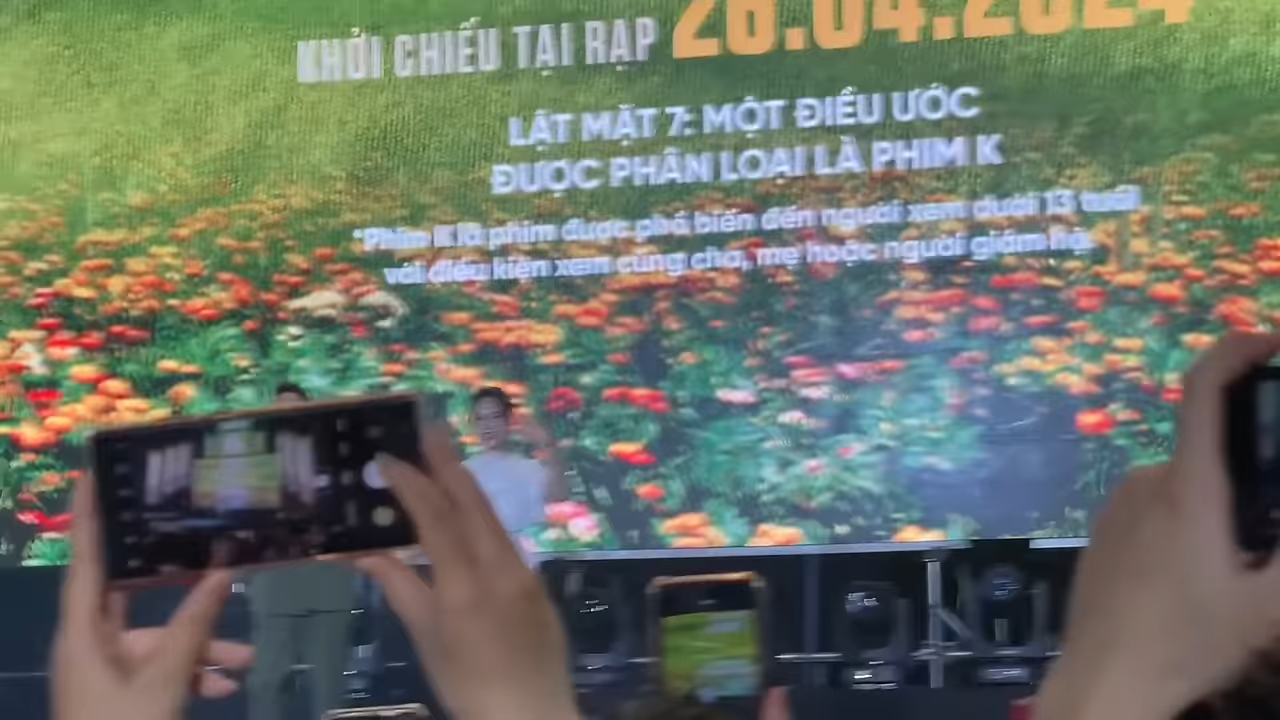 KHỞI CHIẾU TẠI RẠP 26.04.2024
LẬT MẶT 7: MỘT ĐIỀU ƯỚC
ĐƯỢC PHÂN LOẠI LÀ PHIM K
*Phim K là phim được phổ biến đến người xem dưới 13 tuổi
với điều kiện xem cùng cha, mẹ hoặc người giám hộ